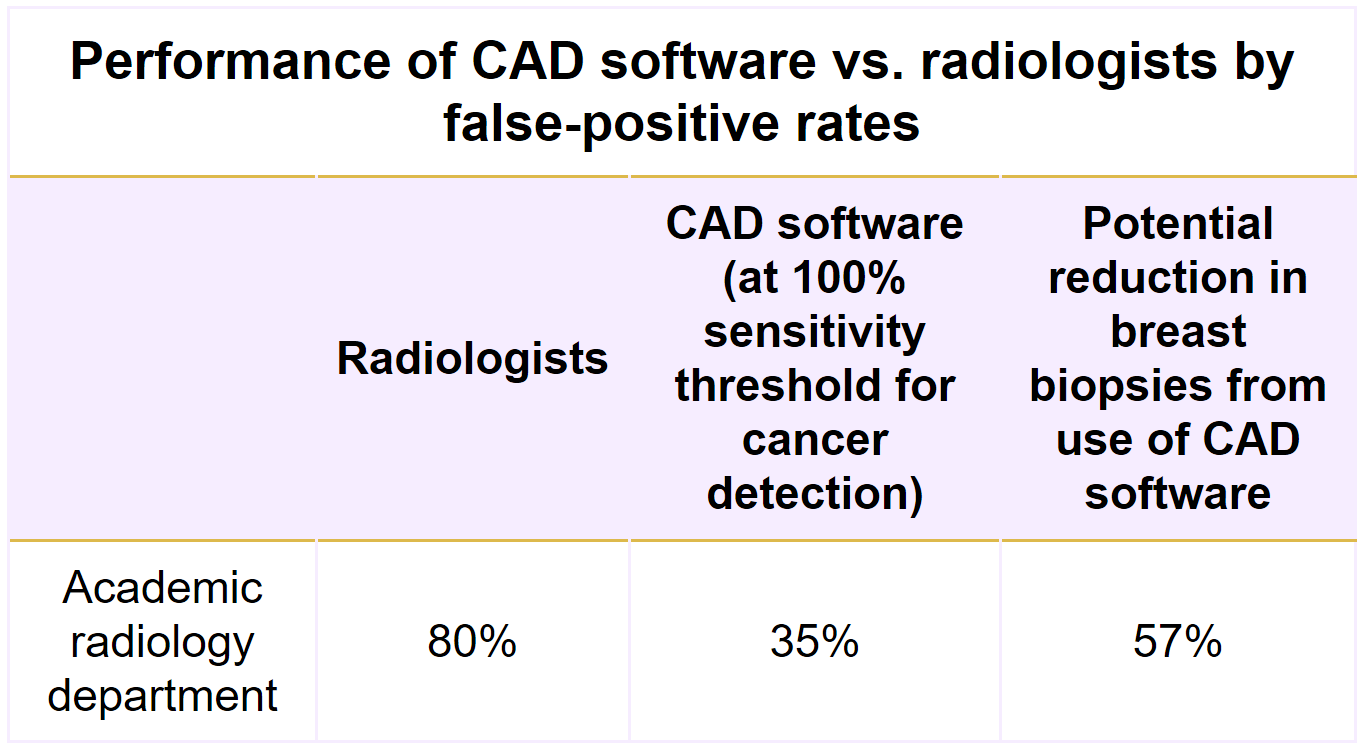 Performance of CAD software vs. radiologists by
false-positive rates
Radiologists
CAD software
(at 100%
sensitivity
threshold for
cancer
detection)
Potential
reduction in
breast
biopsies from
use of CAD
software
Academic
radiology
department
80%
35%
57%